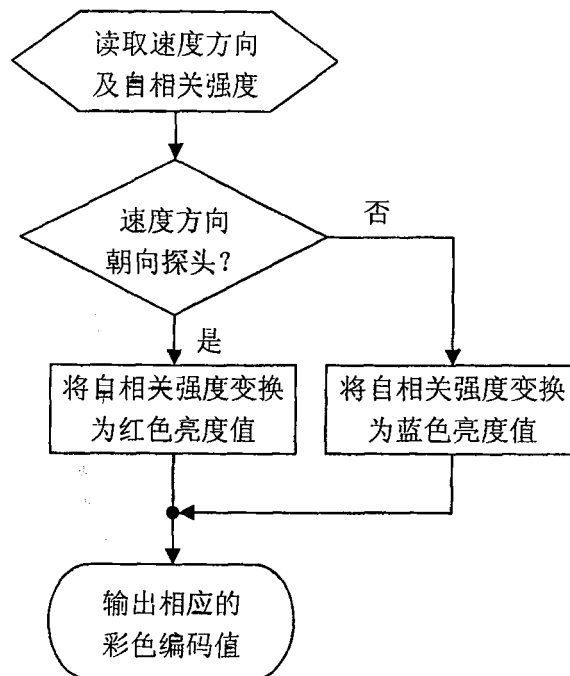 读取速度方向
及自相关强度
速度方向
朝向探头?
否
是
将自相关强度变换
为红色亮度值
将自相关强度变换
为蓝色亮度值
输出相应的
彩色编码值